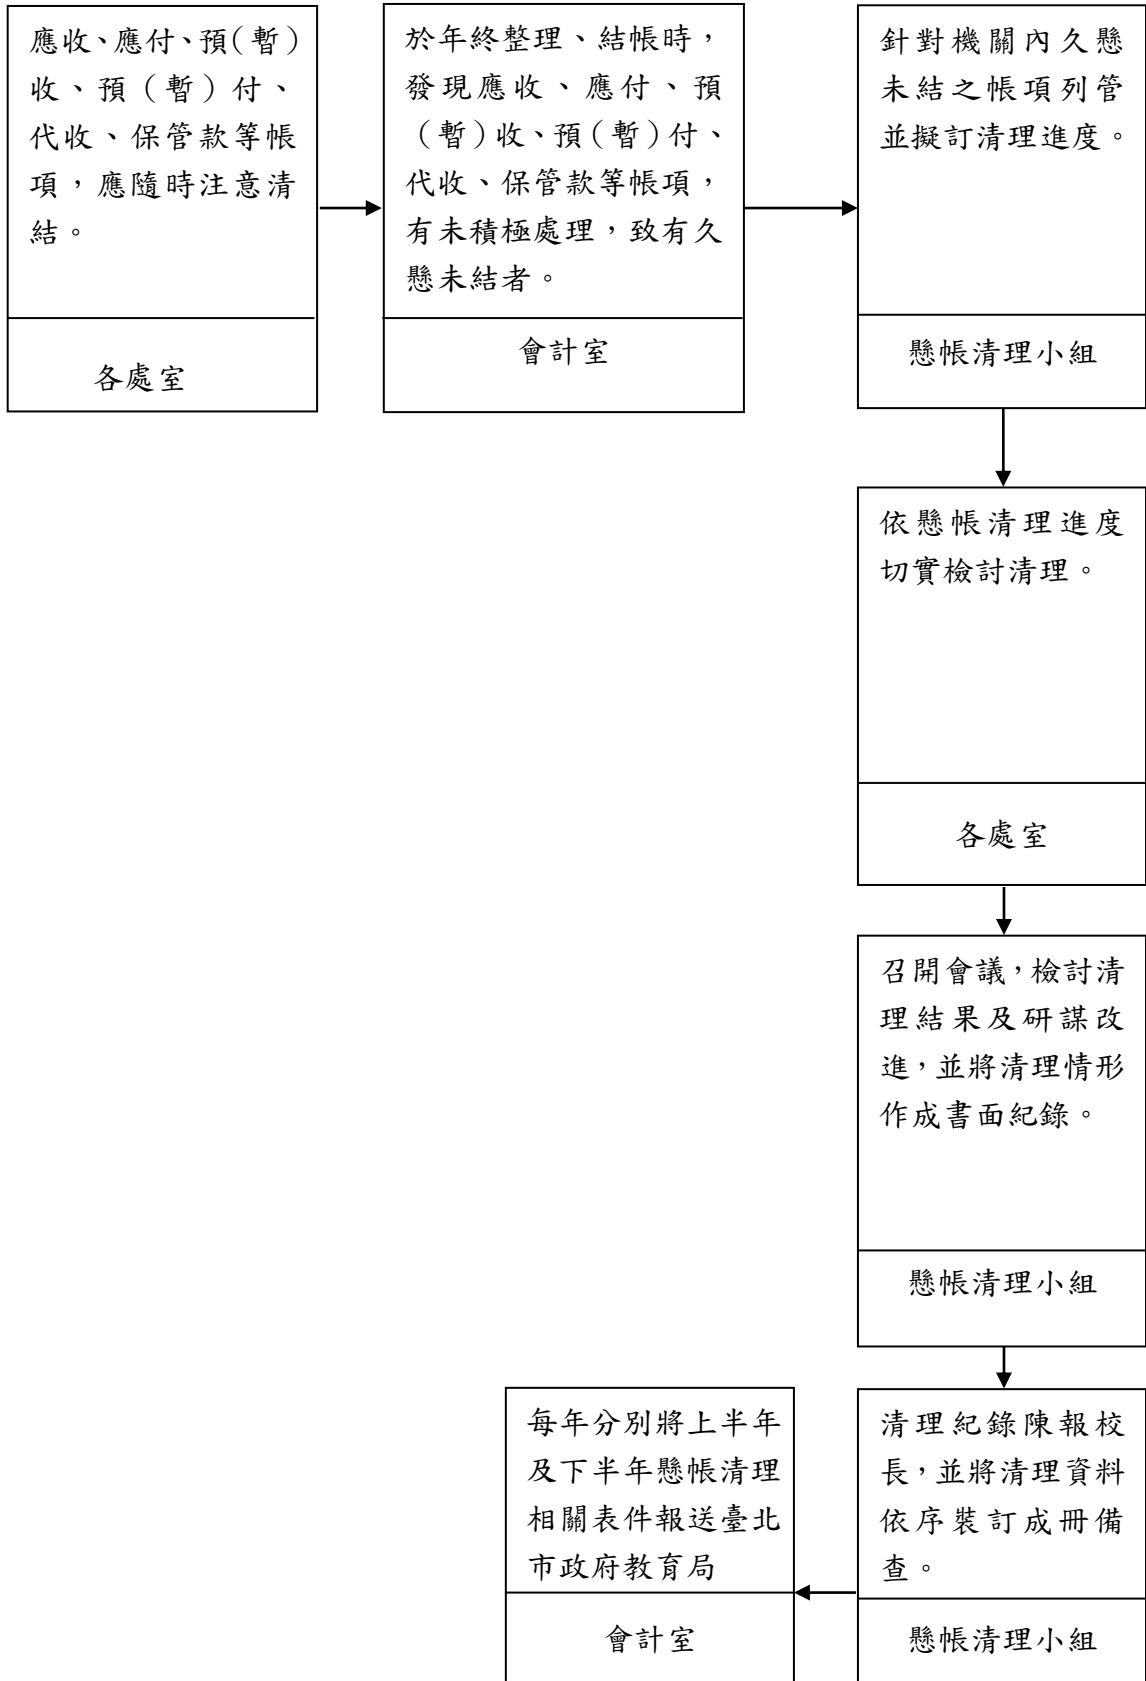 應收、應付、預(暫)
收、預（暫）付、
代收、保管款等帳
項，應隨時注意清
結。
各處室
於年終整理、結帳時，
發現應收、應付、預
（暫）收、預（暫）付、
代收、保管款等帳項，
有未積極處理，致有久
懸未結者。
會計室
針對機關內久懸
未結之帳項列管
並擬訂清理進度。
懸帳清理小組
依懸帳清理進度
切實檢討清理。
各處室
召開會議，檢討清
理結果及研謀改
進，並將清理情形
作成書面紀錄。
懸帳清理小組
清理紀錄陳報校
長，並將清理資料
依序裝訂成冊備
查。
懸帳清理小組
每年分別將上半年
及下半年懸帳清理
相關表件報送臺北
市政府教育局
會計室